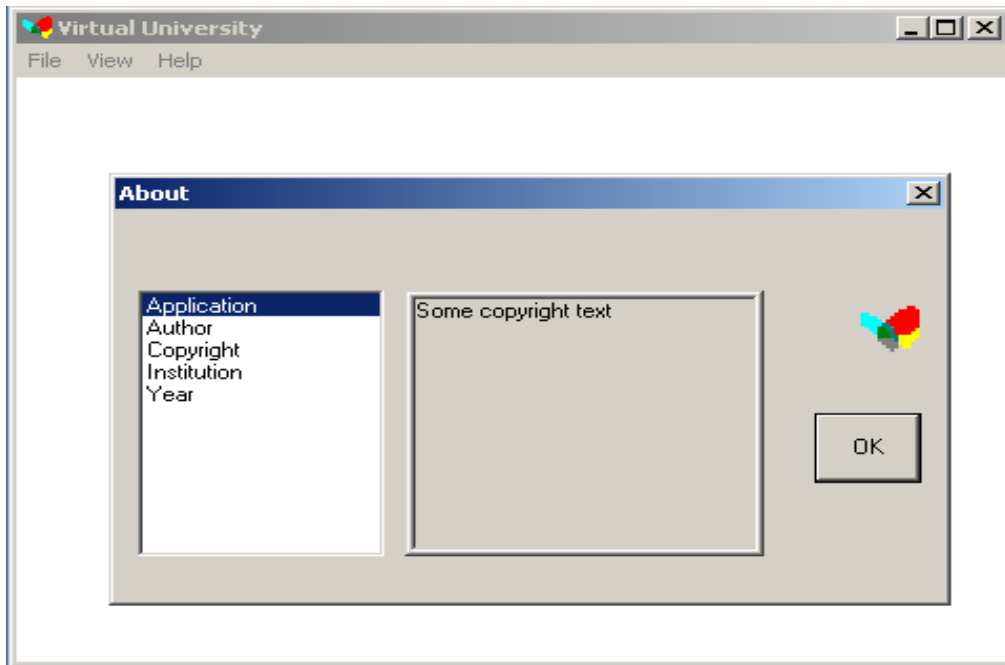 Virtual University
File View Help
About
Application
Author
Copyright
Institution
Year
Some copyright text
OK